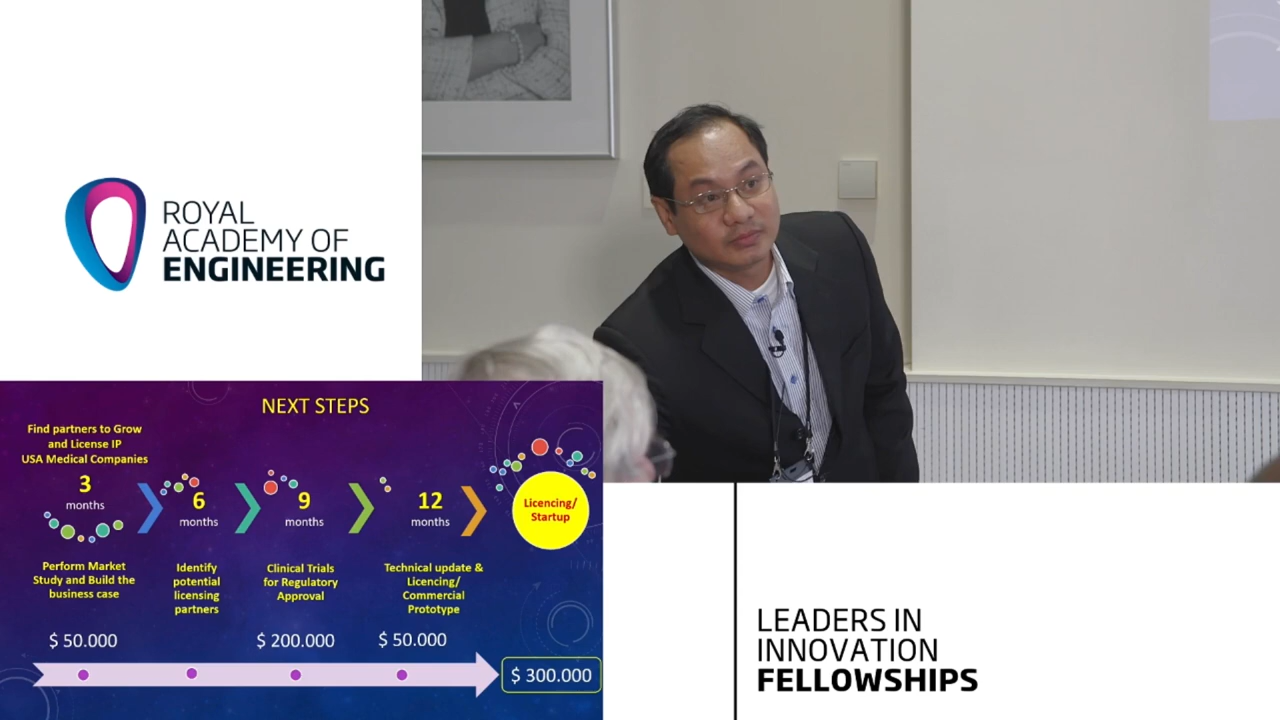 ROYAL
ACADEMY OF
ENGINEERING
NEXT STEPS
Find partners to Grow
and License IP
USA Medical Companies
3
months
6
months
9
months
12
months
Licencing/
Startup
Perform Market
Study and Build the
business case
Identify
potential
licensing
partners
Clinical Trials
for Regulatory
Approval
Technical update &
Licencing/
Commercial
Prototype
$ 50.000
$ 200.000
$ 50.000
$ 300.000
LEADERS IN
INNOVATION
FELLOWSHIPS